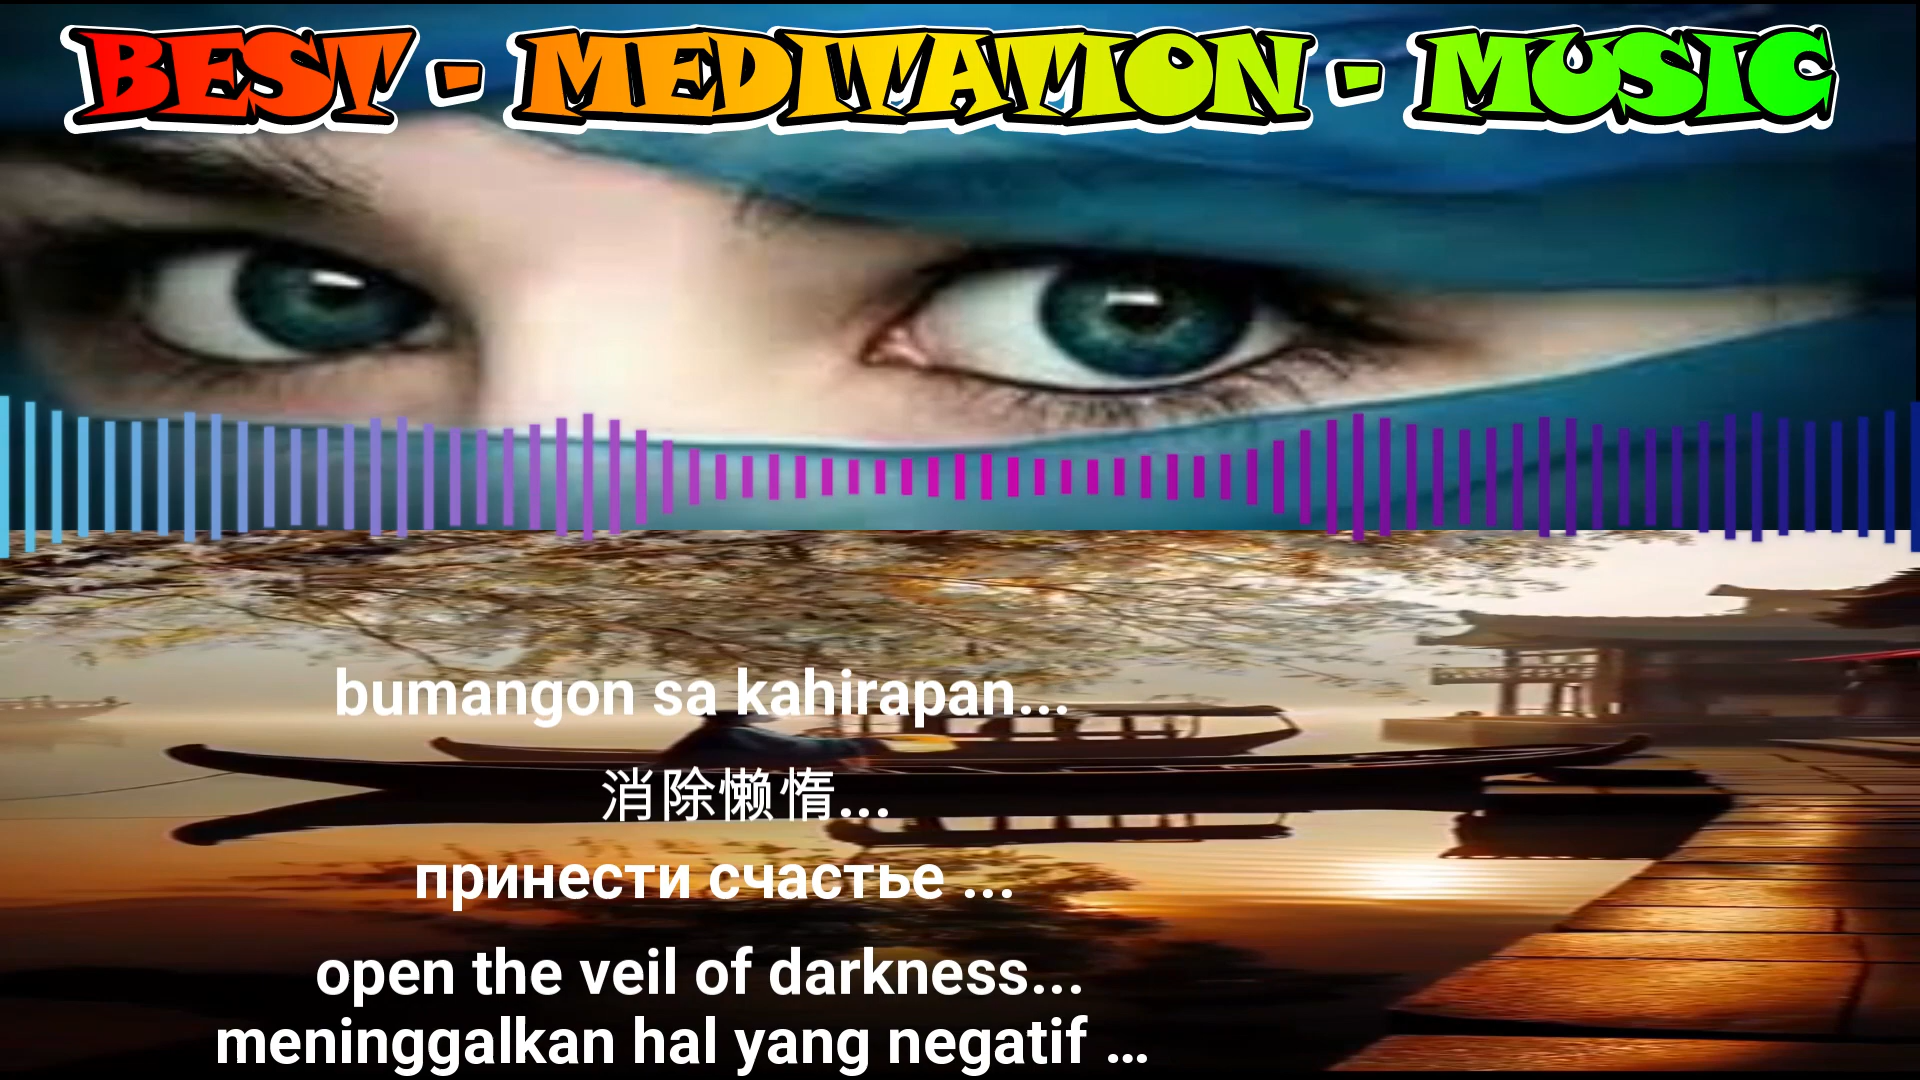 BEST - MEDITATION - MUSIC
bumangon sa kahirapan...
消除懒惰...
принести счастье ...
open the veil of darkness...
meninggalkan hal yang negatif ...